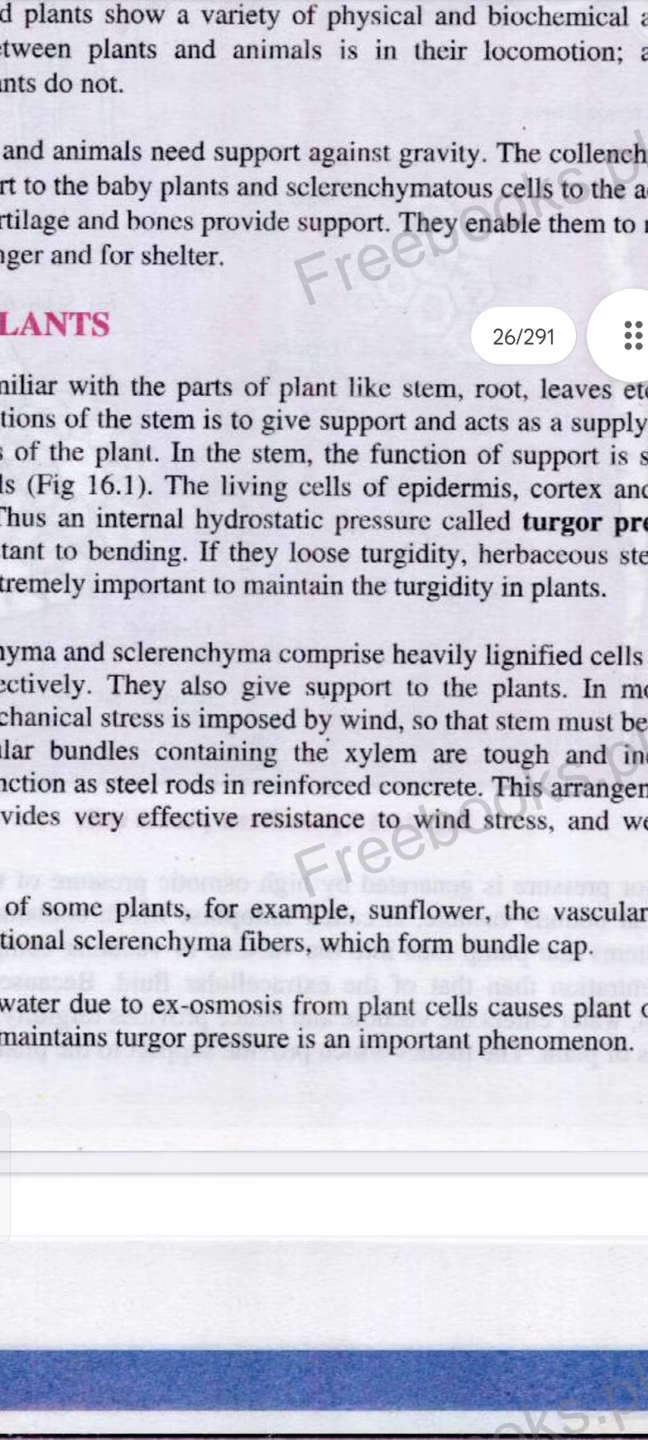 d plants show a variety of physical and biochemical a
etween plants and animals is in their locomotion; a
nts do not.
and animals need support against gravity. The collench
rt to the baby plants and sclerenchymatous cells to the a
rtilage and bones provide support. They enable them to
nger and for shelter.
LANTS
26/291
niliar with the parts of plant like stem, root, leaves etc
tions of the stem is to give support and acts as a supply
s of the plant. In the stem, the function of support is s
ls (Fig 16.1). The living cells of epidermis, cortex and
Thus an internal hydrostatic pressure called turgor pre
tant to bending. If they loose turgidity, herbaceous ste
tremely important to maintain the turgidity in plants.
hyma and sclerenchyma comprise heavily lignified cells
ectively. They also give support to the plants. In mo
chanical stress is imposed by wind, so that stem must be
lar bundles containing the xylem are tough and in
nction as steel rods in reinforced concrete. This arrangem
vides very effective resistance to wind stress, and we
of some plants, for example, sunflower, the vascular
tional sclerenchyma fibers, which form bundle cap.
water due to ex-osmosis from plant cells causes plant
maintains turgor pressure is an important phenomenon.
Freebooks.p
Freebooks.p
ooks.p